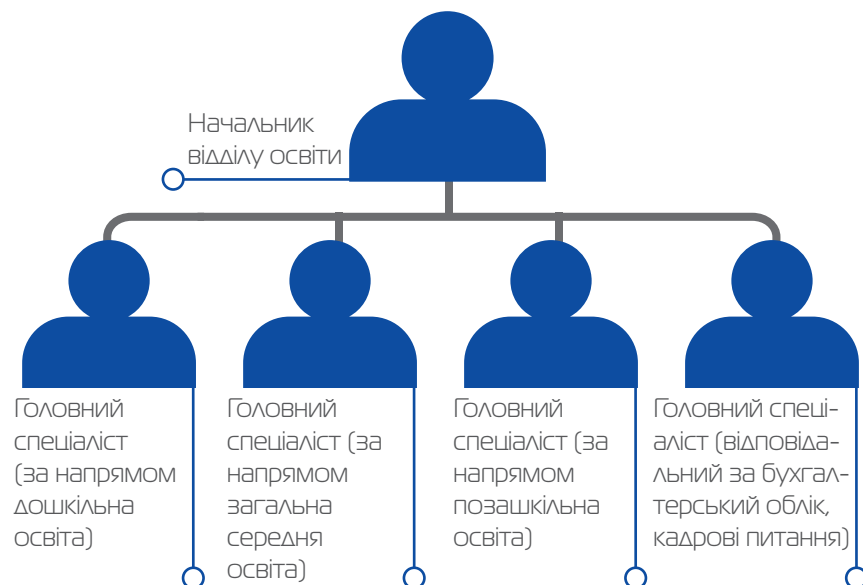 Начальник
відділу освіти
Головний
спеціаліст
(за напрямом
дошкільна
освіта)
Головний
спеціаліст (за
напрямом
загальна
середня
освіта)
Головний
спеціаліст (за
напрямом
позашкільна
освіта)
Головний спеці-
аліст (відповіда-
льний за бухгал-
терський облік,
кадрові питання)